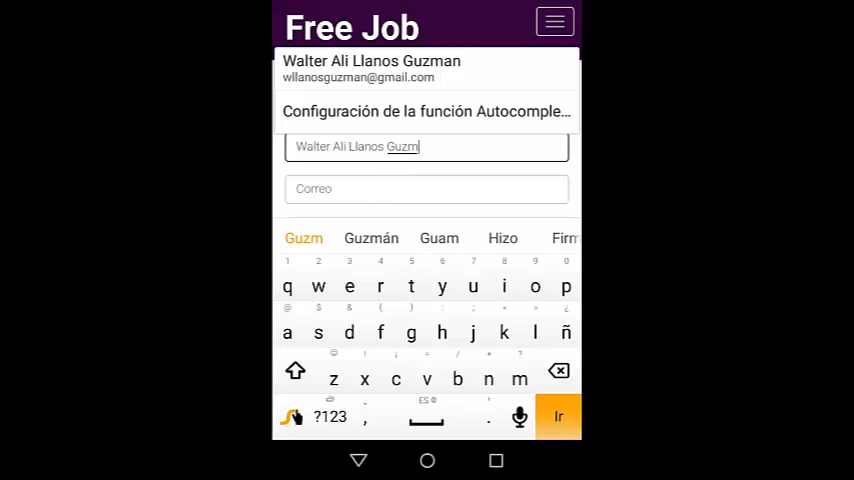 Free Job
Walter Ali Llanos Guzman
wllanosguzman@gmail.com
Configuración de la función Autocomple...
Walter Ali Llanos Guzm
Correo
Guzm Guzmán Guam Hizo Firm
1 2 3 4 5 6 7 8 9 0
q w e r t y u i o p
@ $ & ( ) : ; ¿
a s d f g h j k l ñ
! ¡ = / ?
z x c v b n m
ES
?123 , . Ir